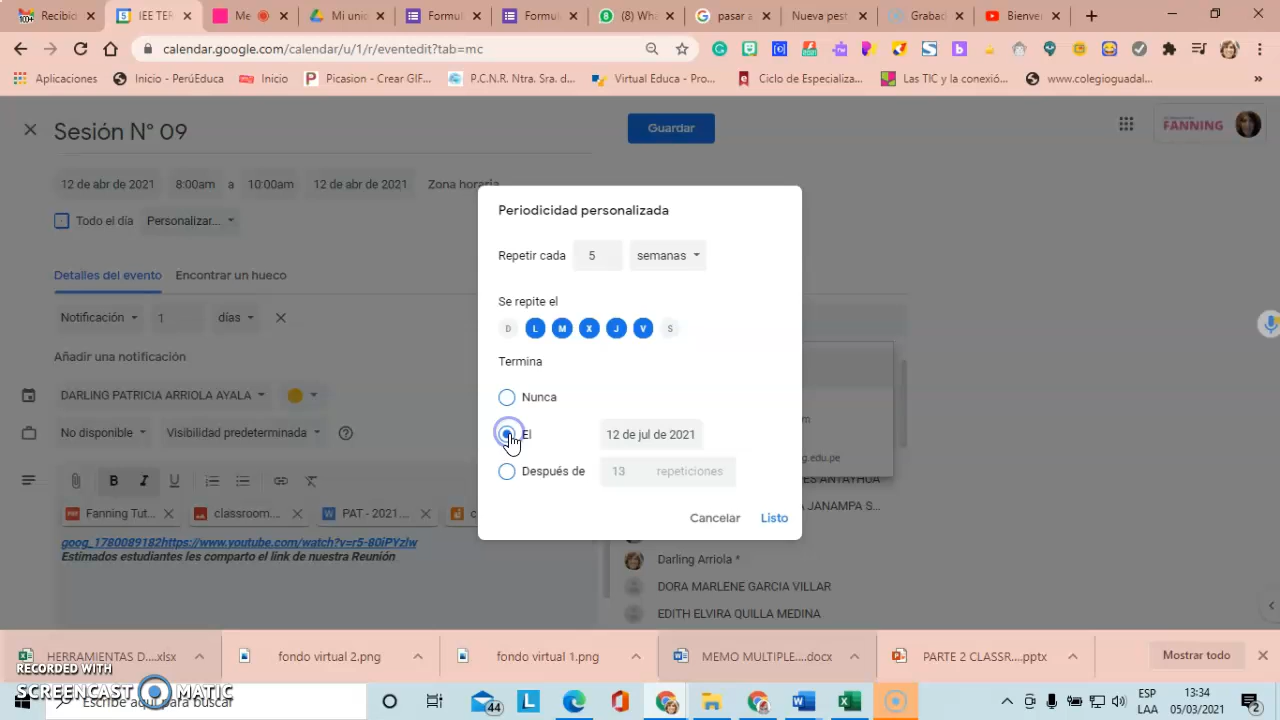 Recibid
IEE TER
Me
Mi unic
Formul
Formul
(8) Wha
pasar a
Nueva pest
Grabad
Bienver
calendar.google.com/calendar/u/1/r/eventedit?tab=mc
Aplicaciones
Inicio - PerúEduca
Inicio
Picasion - Crear GIF...
P.C.N.R. Ntra. Sra. d...
Virtual Educa - Pro...
Ciclo de Especializa...
Las TIC y la conexió...
www.colegioguadal...
Sesión N° 09
Guardar
FANNING
12 de abr de 2021 8:00am a 10:00am 12 de abr de 2021 Zona horaria
Todo el día Personalizar...
Detalles del evento Encontrar un hueco
Notificación 1 días
Añadir una notificación
DARLING PATRICIA ARRIOLA AYALA
No disponible Visibilidad predeterminada
B I U
Fanning Tut... classroom... PAT - 2021...
goog_1780089182https://www.youtube.com/watch?v=r5-80iPYzlw
Estimados estudiantes les comparto el link de nuestra Reunión
Periodicidad personalizada
Repetir cada 5 semanas
Se repite el
D L M X J V S
Termina
Nunca
El 12 de jul de 2021
Después de 13 repeticiones
Cancelar Listo
g.edu.pe
JANAMPA S...
Darling Arriola *
DORA MARLENE GARCIA VILLAR
EDITH ELVIRA QUILLA MEDINA
HERRAMIENTAS D....xlsx
fondo virtual 2.png
fondo virtual 1.png
MEMO MULTIPLE....docx
PARTE 2 CLASSR....pptx
Mostrar todo
RECORDED WITH
SCREENCAST MATIC
Escribe aquí para buscar
44
ESP
LAA
13:34
05/03/2021
2